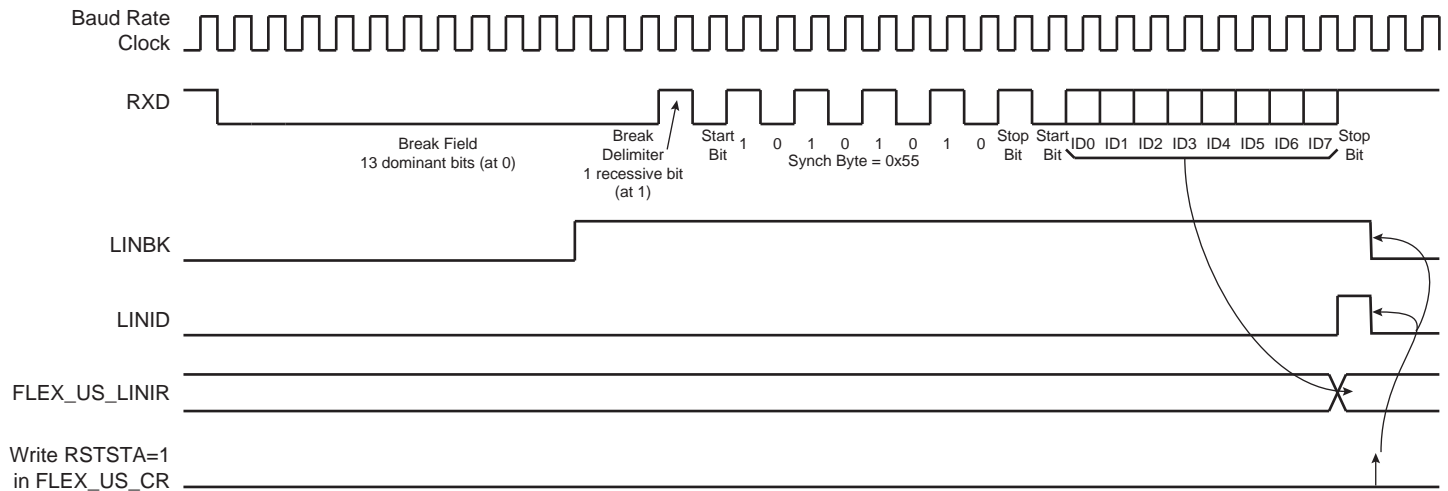 Baud Rate
Clock
RXD
Break Field
13 dominant bits (at 0)
Break
Delimiter
1 recessive bit
(at 1)
Start
Bit
1 0 1 0 1 0 1 0
Synch Byte = 0x55
Stop
Bit
Start
Bit
ID0 ID1 ID2 ID3 ID4 ID5 ID6 ID7
Stop
Bit
LINBK
LINID
FLEX_US_LINIR
Write RSTSTA=1
in FLEX_US_CR